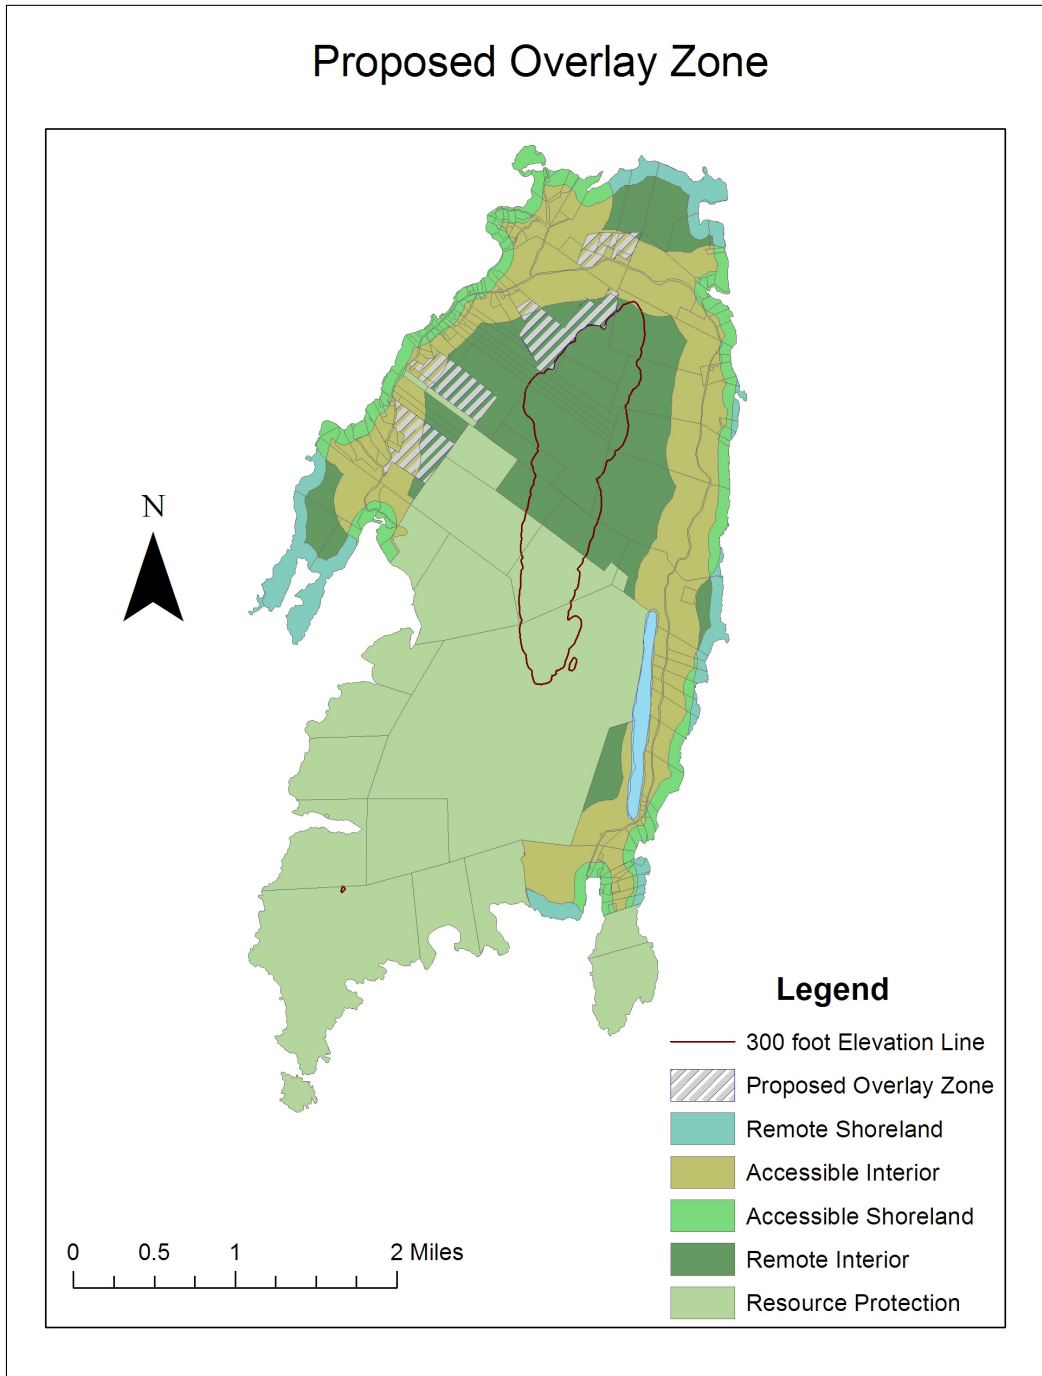 Proposed Overlay Zone
N
Legend
300 foot Elevation Line
Proposed Overlay Zone
Remote Shoreland
Accessible Interior
Accessible Shoreland
Remote Interior
Resource Protection
0 0.5 1 2 Miles